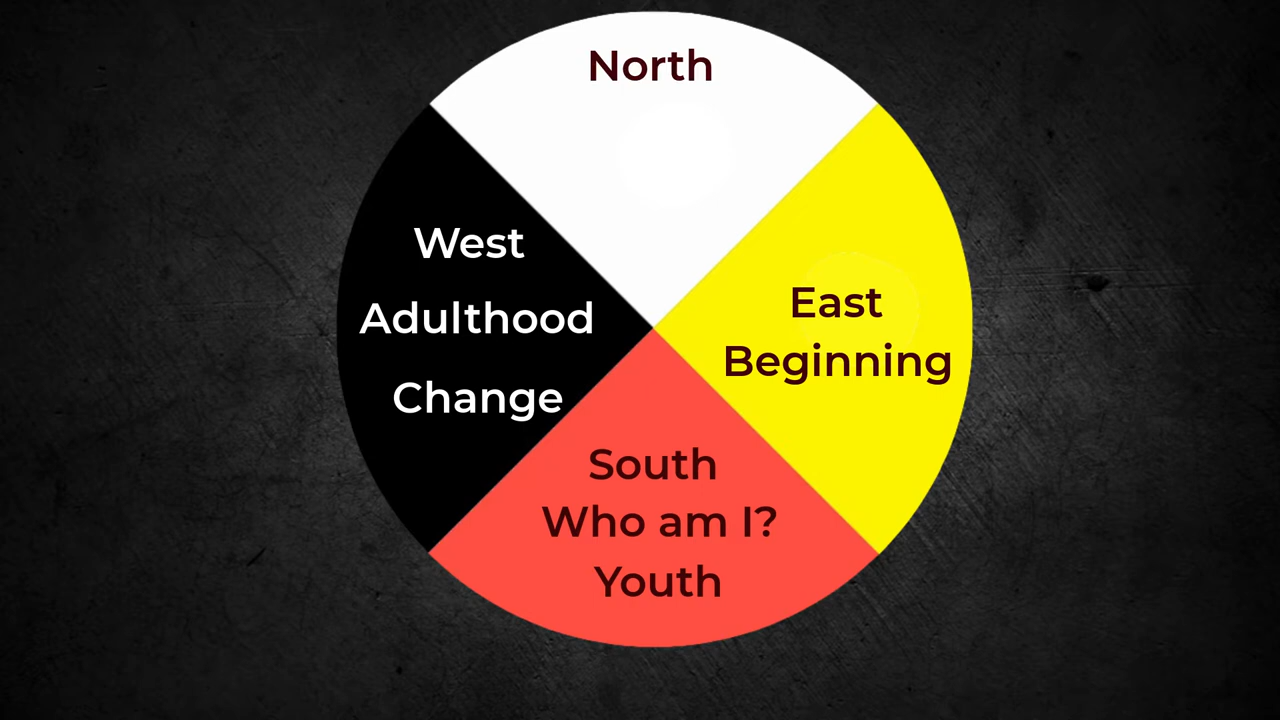 North
West
Adulthood
Change
East
Beginning
South
Who am I?
Youth